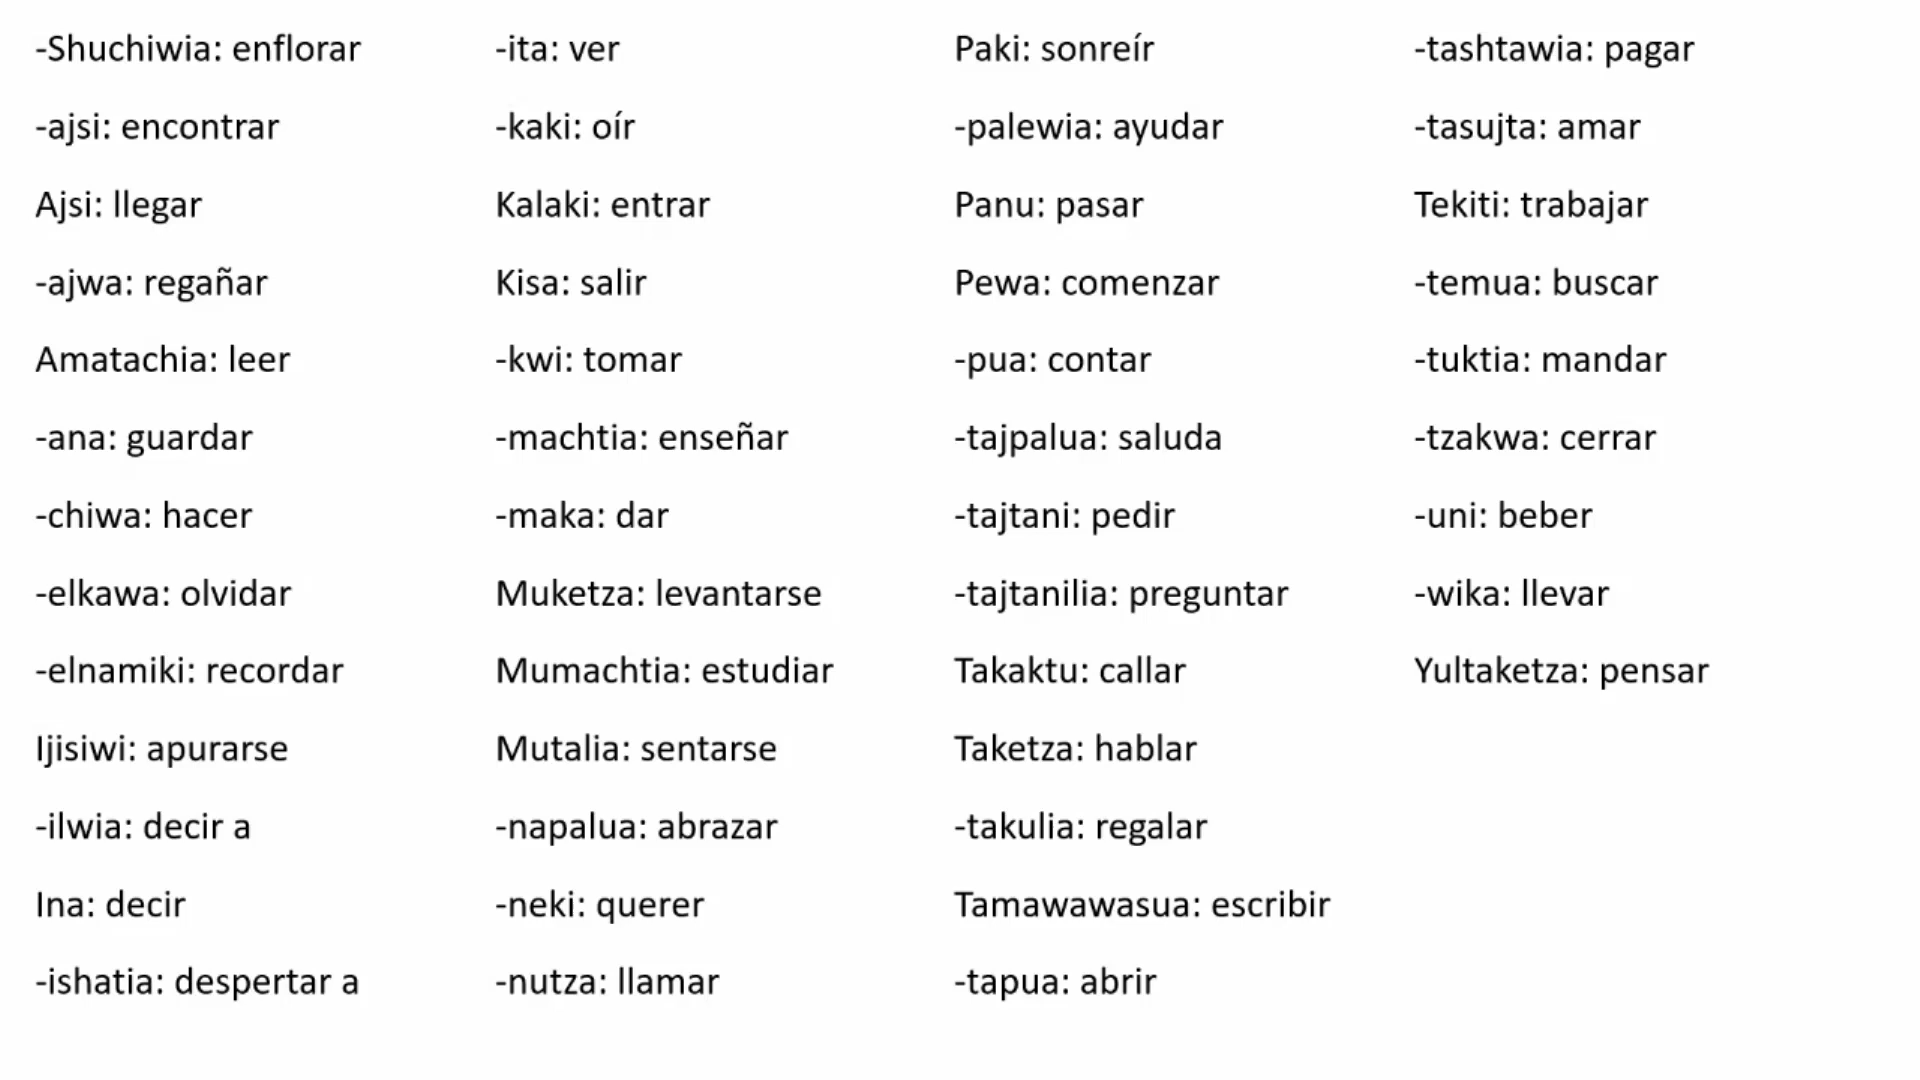 -Shuchiwia: enflorar
-ajsi: encontrar
Ajsi: llegar
-ajwa: regañar
Amatachia: leer
-ana: guardar
-chiwa: hacer
-elkawa: olvidar
-elnamiki: recordar
Ijisiwi: apurarse
-ilwia: decir a
Ina: decir
-ishatia: despertar a
-ita: ver
-kaki: oír
Kalaki: entrar
Kisa: salir
-kwi: tomar
-machtia: enseñar
-maka: dar
Muketza: levantarse
Mumachtia: estudiar
Mutalia: sentarse
-napalua: abrazar
-neki: querer
-nutza: llamar
Paki: sonreír
-palewia: ayudar
Panu: pasar
Pewa: comenzar
-pua: contar
-tajpalua: saluda
-tajtani: pedir
-tajtanilia: preguntar
Takaktu: callar
Taketza: hablar
-takulia: regalar
Tamawawasua: escribir
-tapua: abrir
-tashtawia: pagar
-tasujta: amar
Tekiti: trabajar
-temua: buscar
-tuktia: mandar
-tzakwa: cerrar
-uni: beber
-wika: llevar
Yultaketza: pensar